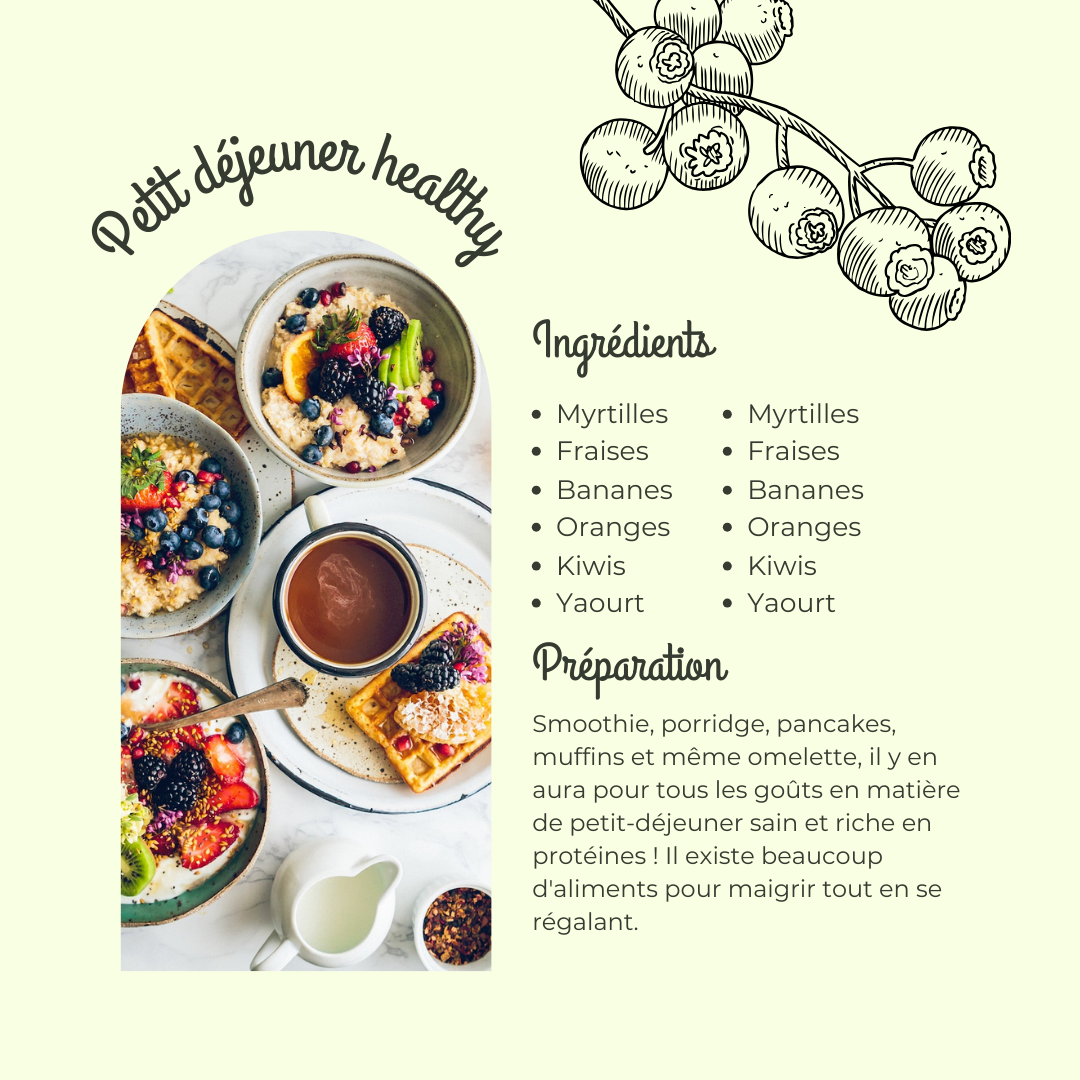 Petit déjeuner healthy
Ingrédients
• Myrtilles
• Fraises
• Bananes
• Oranges
• Kiwis
• Yaourt
• Myrtilles
• Fraises
• Bananes
• Oranges
• Kiwis
• Yaourt
Préparation
Smoothie, porridge, pancakes,
muffins et même omelette, il y en
aura pour tous les goûts en matière
de petit-déjeuner sain et riche en
protéines ! Il existe beaucoup
d'aliments pour maigrir tout en se
régalant.